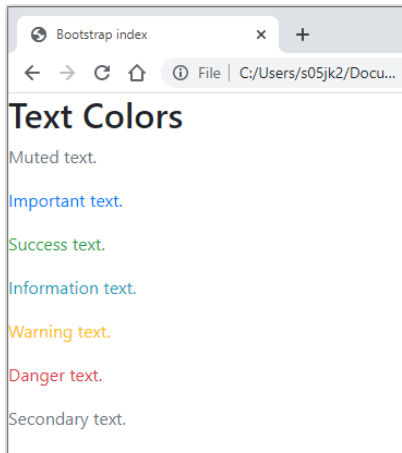 Bootstrap index
File | C:/Users/s05jk2/Docu...
Text Colors
Muted text.
Important text.
Success text.
Information text.
Warning text.
Danger text.
Secondary text.